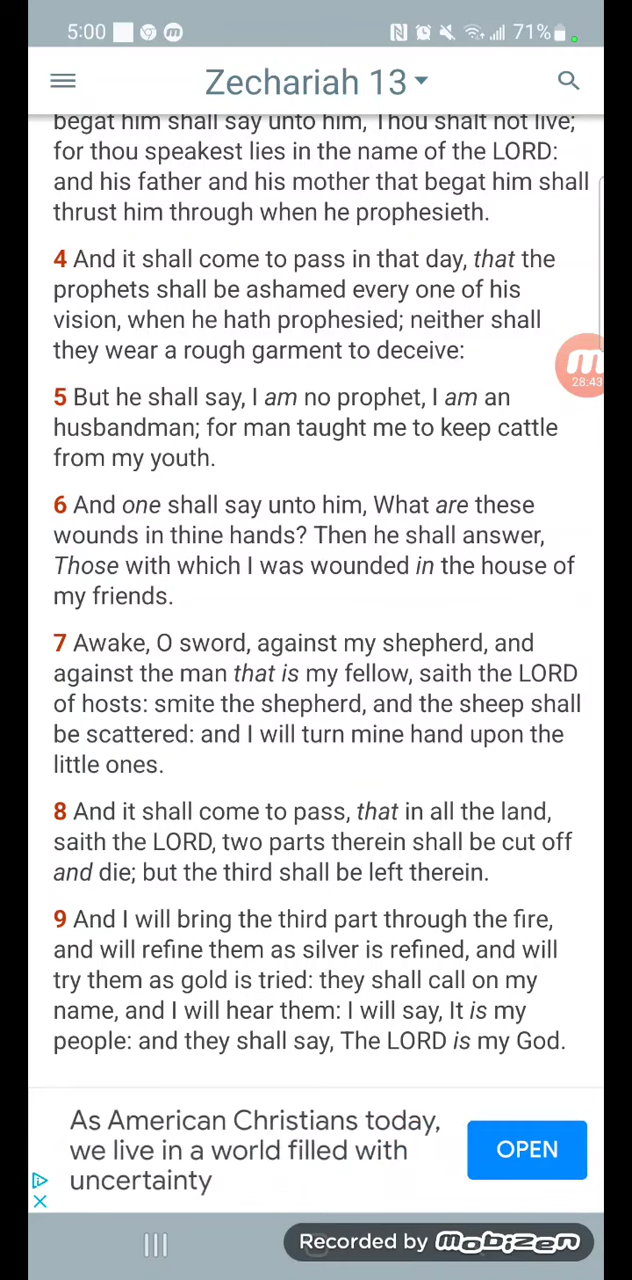 5:00
71%
Zechariah 13
begat him shall say unto him, Thou shalt not live;
for thou speakest lies in the name of the LORD:
and his father and his mother that begat him shall
thrust him through when he prophesieth.
4 And it shall come to pass in that day, that the
prophets shall be ashamed every one of his
vision, when he hath prophesied; neither shall
they wear a rough garment to deceive:
28:43
5 But he shall say, I am no prophet, I am an
husbandman; for man taught me to keep cattle
from my youth.
6 And one shall say unto him, What are these
wounds in thine hands? Then he shall answer,
Those with which I was wounded in the house of
my friends.
7 Awake, O sword, against my shepherd, and
against the man that is my fellow, saith the LORD
of hosts: smite the shepherd, and the sheep shall
be scattered: and I will turn mine hand upon the
little ones.
8 And it shall come to pass, that in all the land,
saith the LORD, two parts therein shall be cut off
and die; but the third shall be left therein.
9 And I will bring the third part through the fire,
and will refine them as silver is refined, and will
try them as gold is tried: they shall call on my
name, and I will hear them: I will say, It is my
people: and they shall say, The LORD is my God.
As American Christians today,
we live in a world filled with
uncertainty
OPEN
Recorded by mobizen